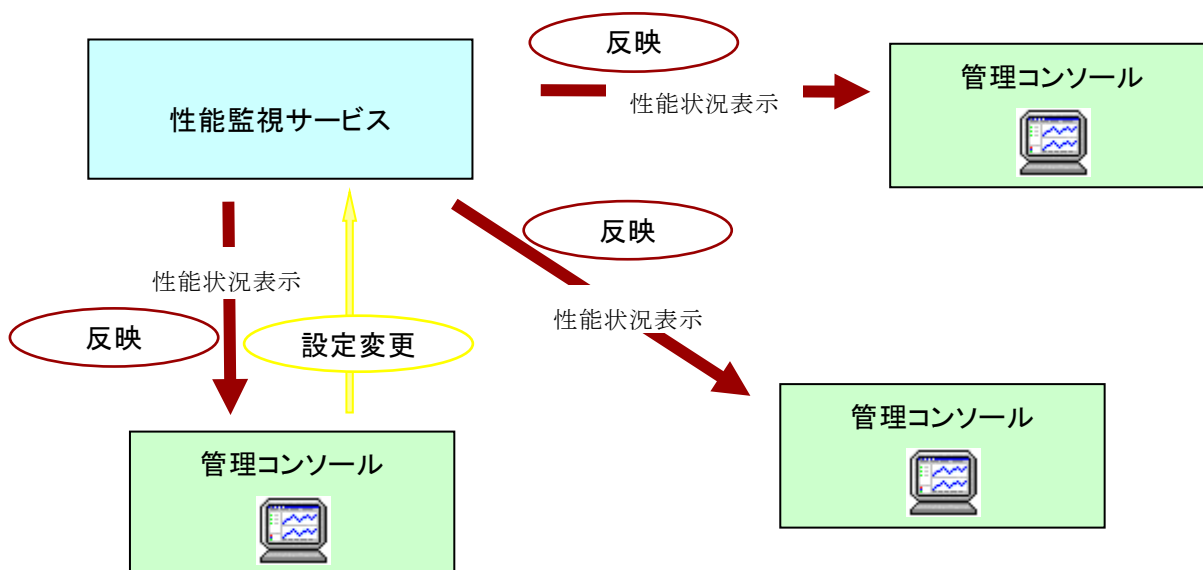 反映
管理コンソール
性能監視サービス
性能状況表示
反映
性能状況表示
性能状況表示
反映
設定変更
管理コンソール
管理コンソール